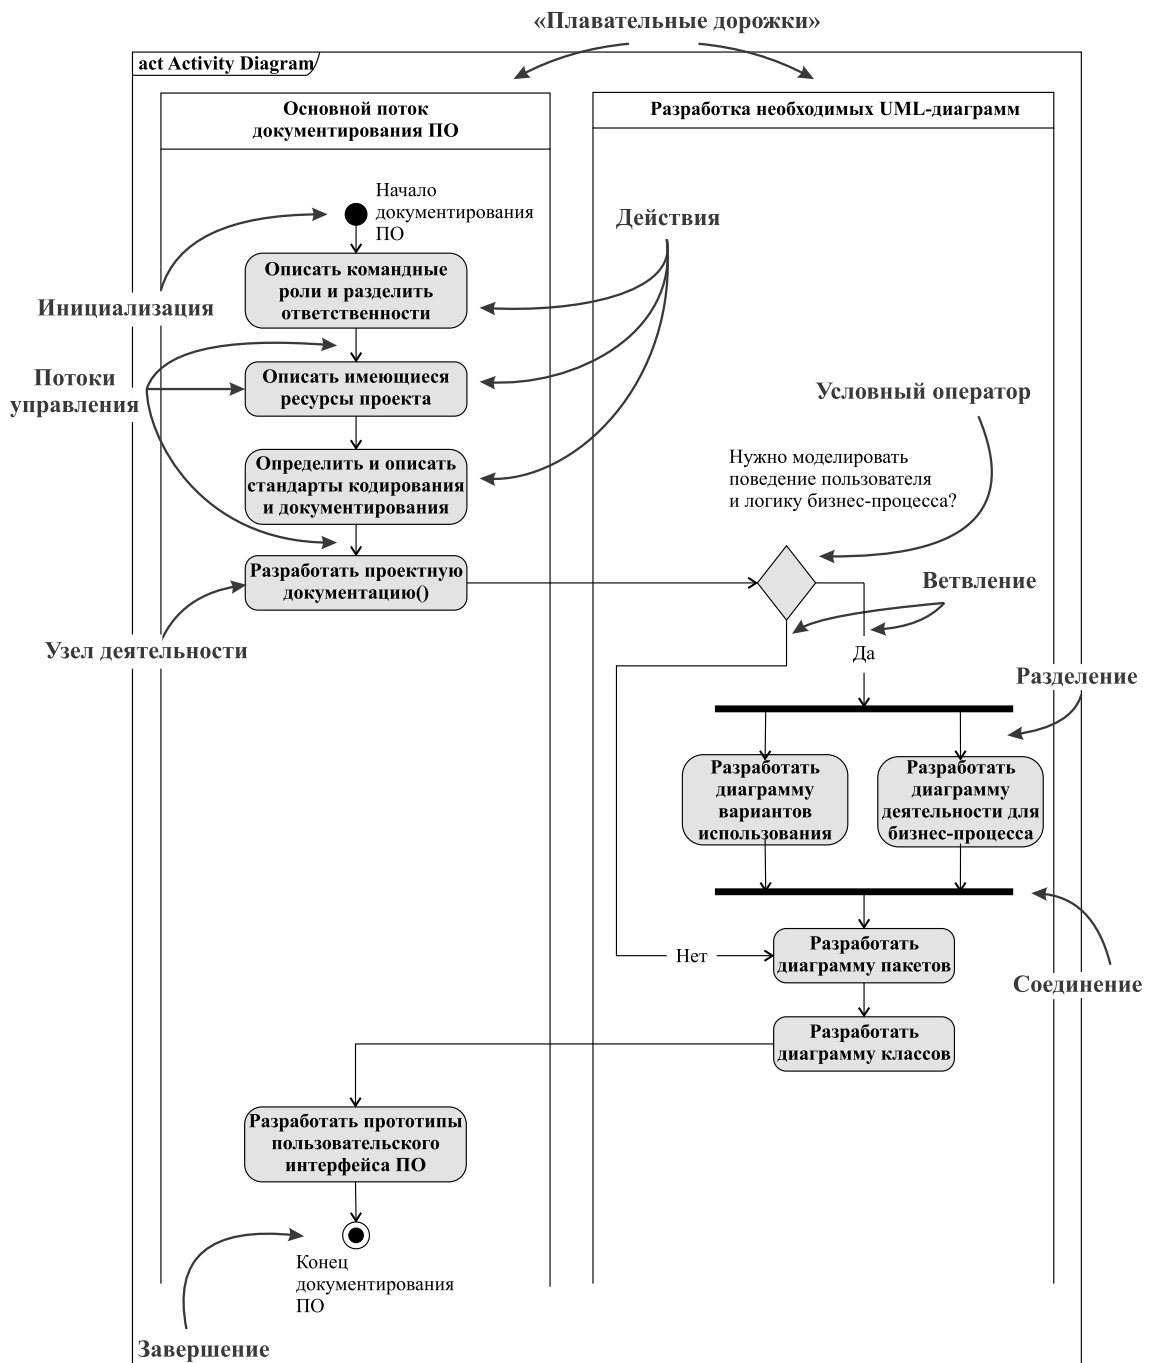 «Плавательные дорожки»
act Activity Diagram
Основной поток
документирования ПО
Разработка необходимых UML-диаграмм
Начало
документирования
ПО
Действия
Описать командные
роли и разделить
ответственности
Инициализация
Потоки
управления
Описать имеющиеся
ресурсы проекта
Условный оператор
Определить и описать
стандарты кодирования
и документирования
Нужно моделировать
поведение пользователя
и логику бизнес-процесса?
Разработать проектную
документацию()
Ветвление
Узел деятельности
Да
Разделение
Разработать
диаграмму
вариантов
использования
Разработать
диаграмму
деятельности для
бизнес-процесса
Разработать
диаграмму пакетов
Нет
Соединение
Разработать
диаграмму классов
Разработать прототипы
пользовательского
интерфейса ПО
Конец
документирования
ПО
Завершение